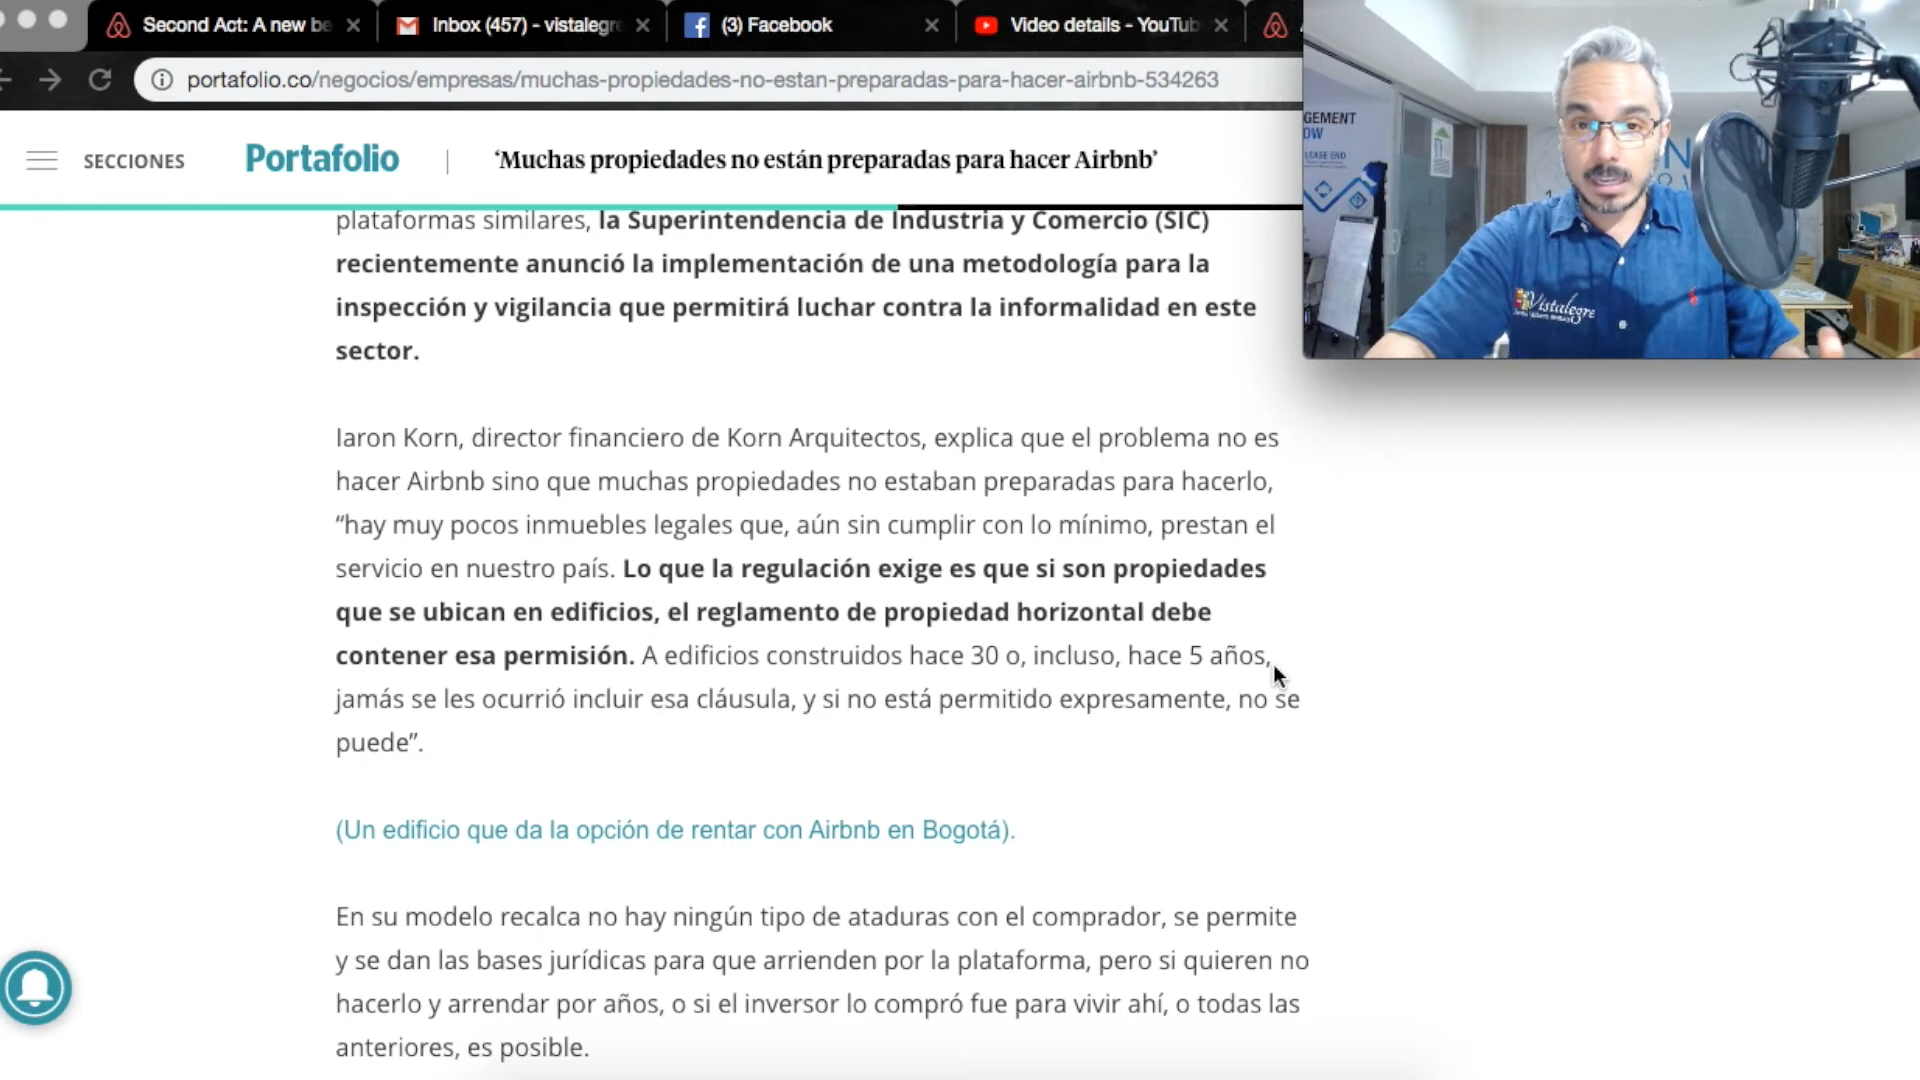 Second Act: A new be
Inbox (457) - vistalegre
(3) Facebook
Video details - YouTub
portafolio.co/negocios/empresas/muchas-propiedades-no-estan-preparadas-para-hacer-airbnb-534263
SECCIONES
Portafolio
‘Muchas propiedades no están preparadas para hacer Airbnb’
plataformas similares, la Superintendencia de Industria y Comercio (SIC)
recientemente anunció la implementación de una metodología para la
inspección y vigilancia que permitirá luchar contra la informalidad en este
sector.
Iaron Korn, director financiero de Korn Arquitectos, explica que el problema no es
hacer Airbnb sino que muchas propiedades no estaban preparadas para hacerlo,
“hay muy pocos inmuebles legales que, aún sin cumplir con lo mínimo, prestan el
servicio en nuestro país. Lo que la regulación exige es que si son propiedades
que se ubican en edificios, el reglamento de propiedad horizontal debe
contener esa permisión. A edificios construidos hace 30 o, incluso, hace 5 años,
jamás se les ocurrió incluir esa cláusula, y si no está permitido expresamente, no se
puede”.
(Un edificio que da la opción de rentar con Airbnb en Bogotá).
En su modelo recalca no hay ningún tipo de ataduras con el comprador, se permite
y se dan las bases jurídicas para que arrienden por la plataforma, pero si quieren no
hacerlo y arrendar por años, o si el inversor lo compró fue para vivir ahí, o todas las
anteriores, es posible.
GEMENT
OW
LEASE END
Vistalegre